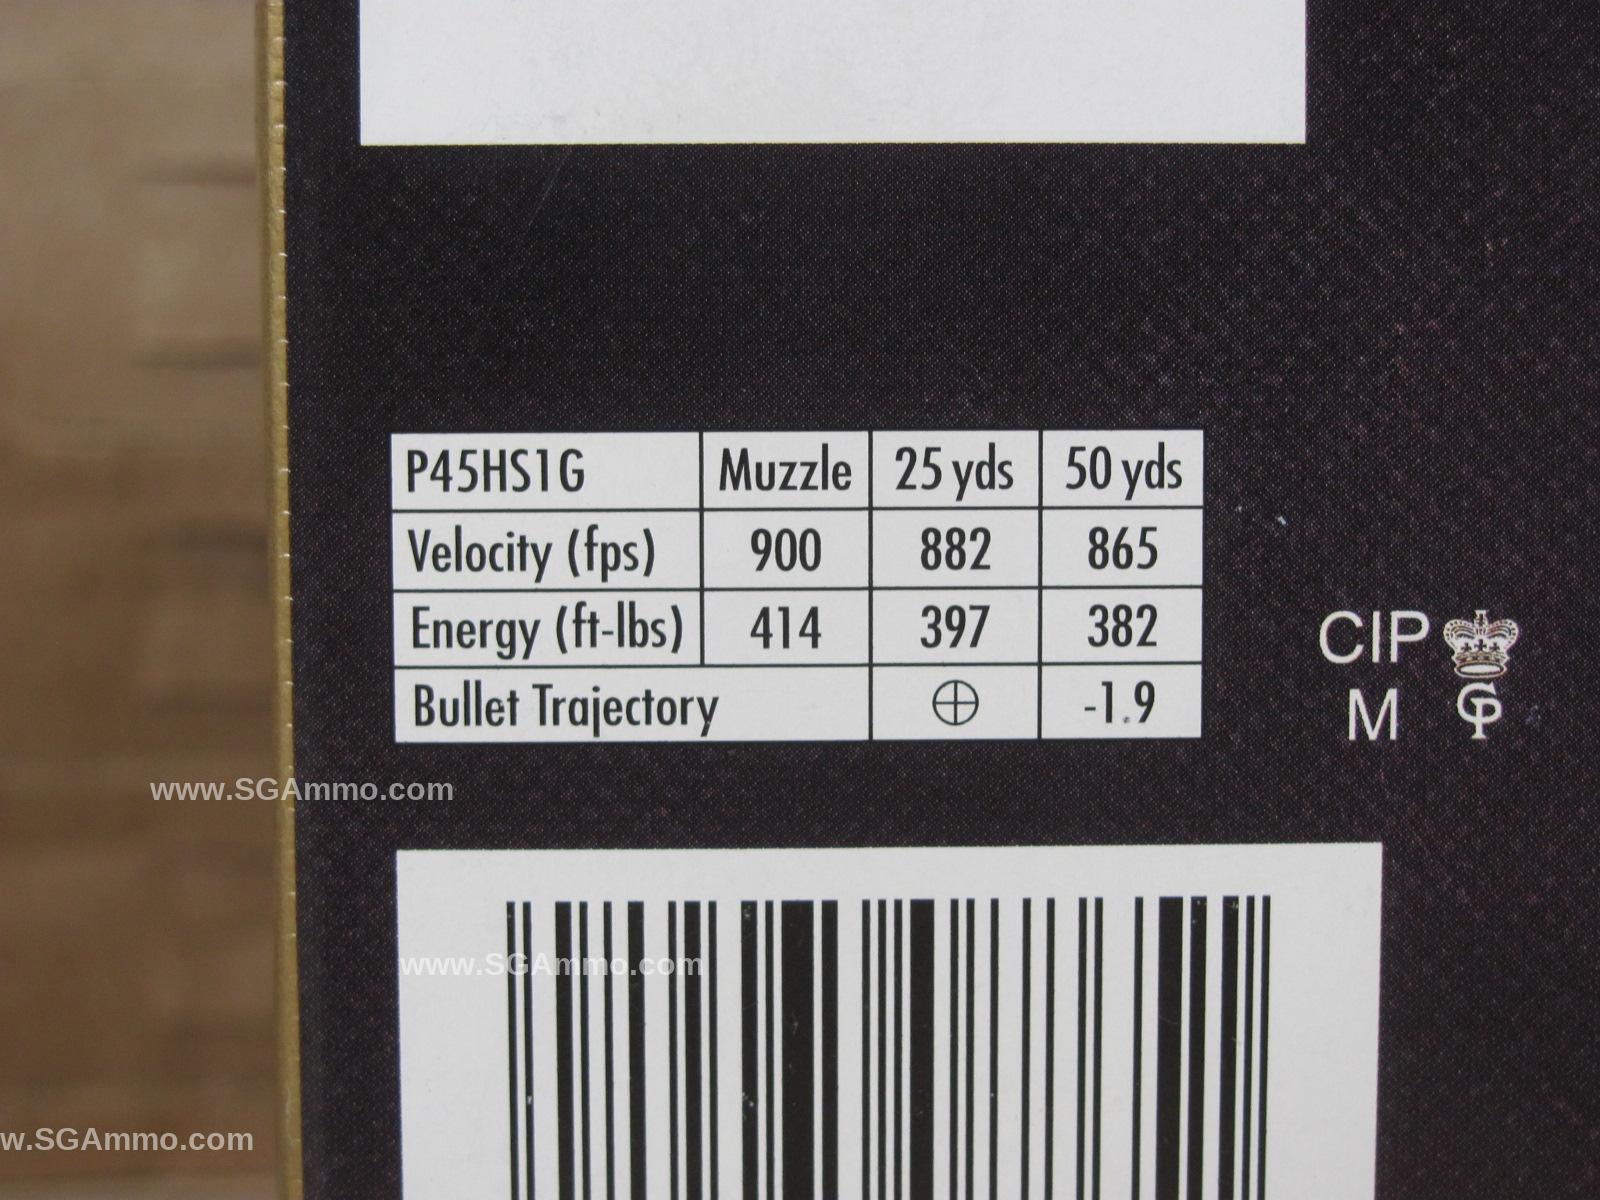 P45HS1G Muzzle 25 yds 50 yds
Velocity (fps) 900 882 865
Energy (ft-lbs) 414 397 382
Bullet Trajectory -1.9
CIP
M GP
www.SGAmmo.com
www.SGAmmo.com
w.SGAmmo.com